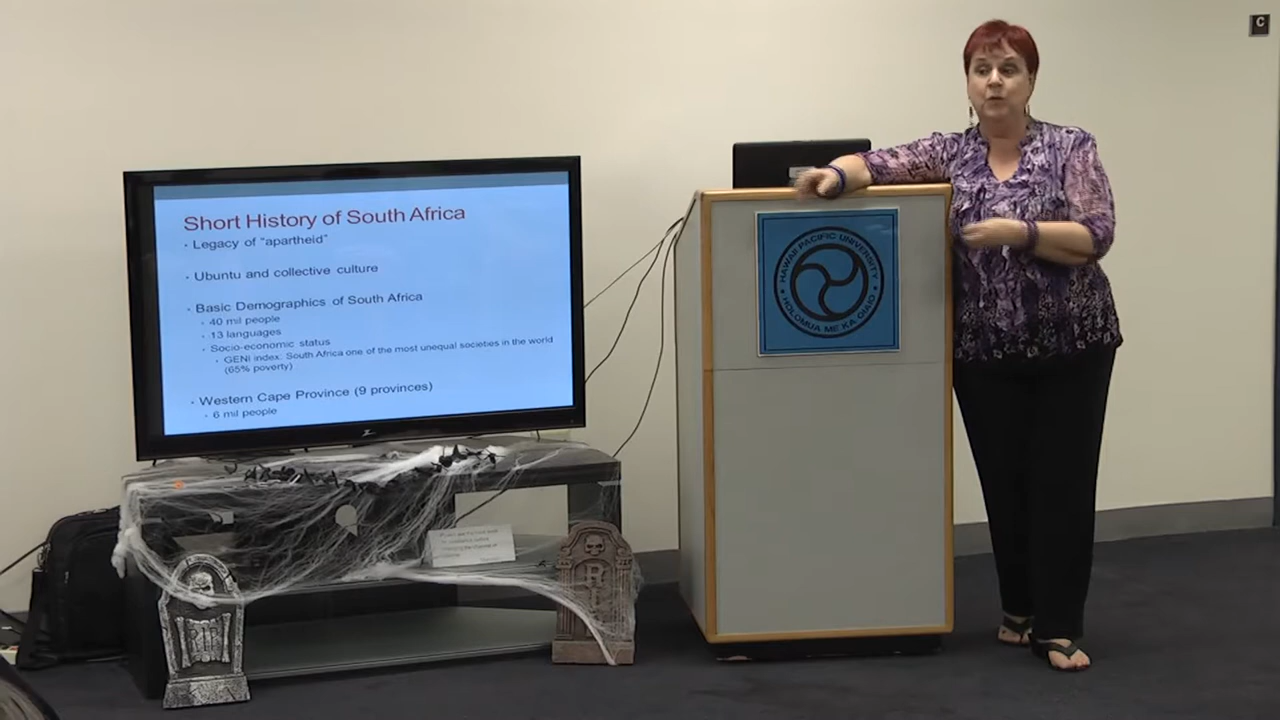 Short History of South Africa
• Legacy of "apartheid"
• Ubuntu and collective culture
• Basic Demographics of South Africa
• 40 mil people
• 13 languages
• Socio-economic status
• GENI index: South Africa one of the most unequal societies in the world
(65% poverty)
• Western Cape Province (9 provinces)
• 6 mil people
HAWAII PACIFIC UNIVERSITY
HOLOMUA ME KA OIAIO
C
RIP
RIP